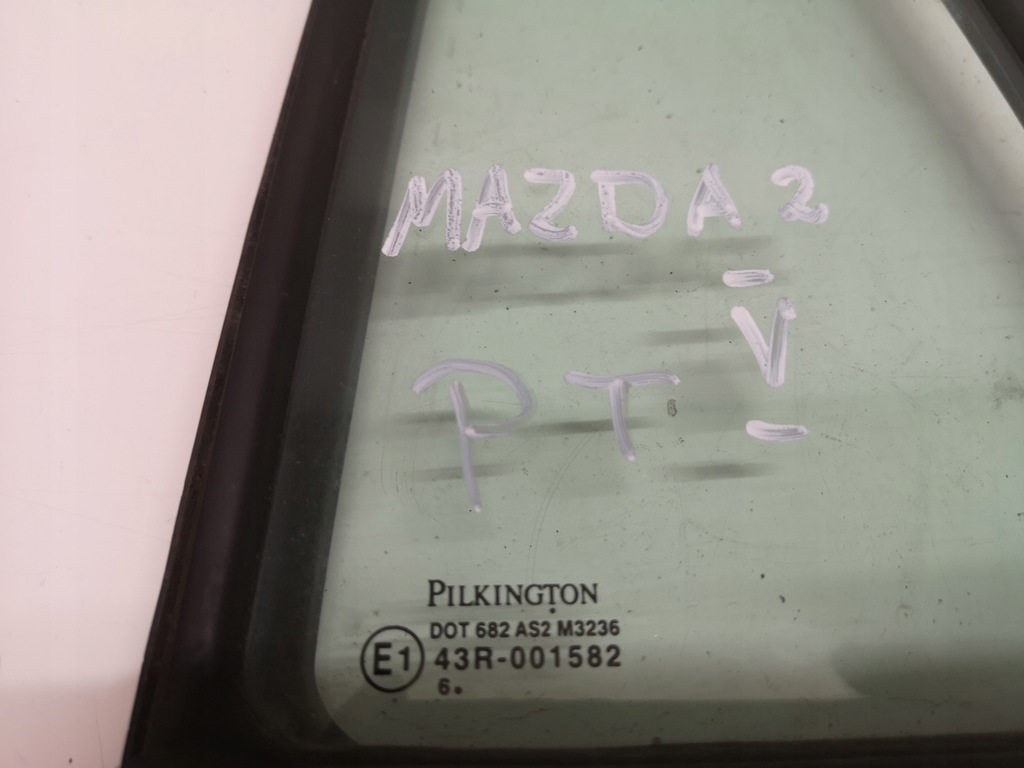 MAZDA 2
- V -
PT
PILKINGTON
DOT 682 AS2 M3236
E1 43R-001582
6.